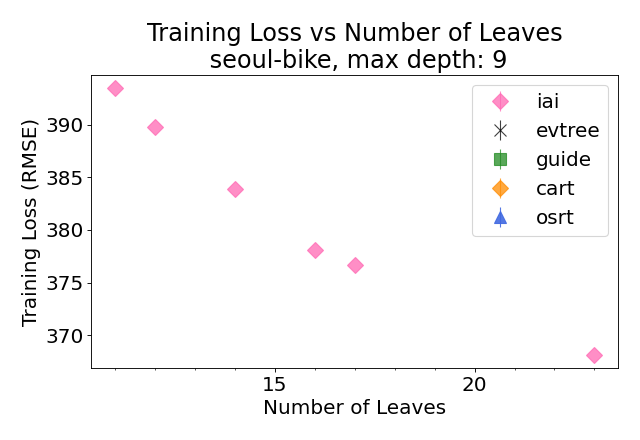 Training Loss vs Number of Leaves
seoul-bike, max depth: 9
Training Loss (RMSE)
390
385
380
375
370
iai
evtree
guide
cart
osrt
15
20
Number of Leaves